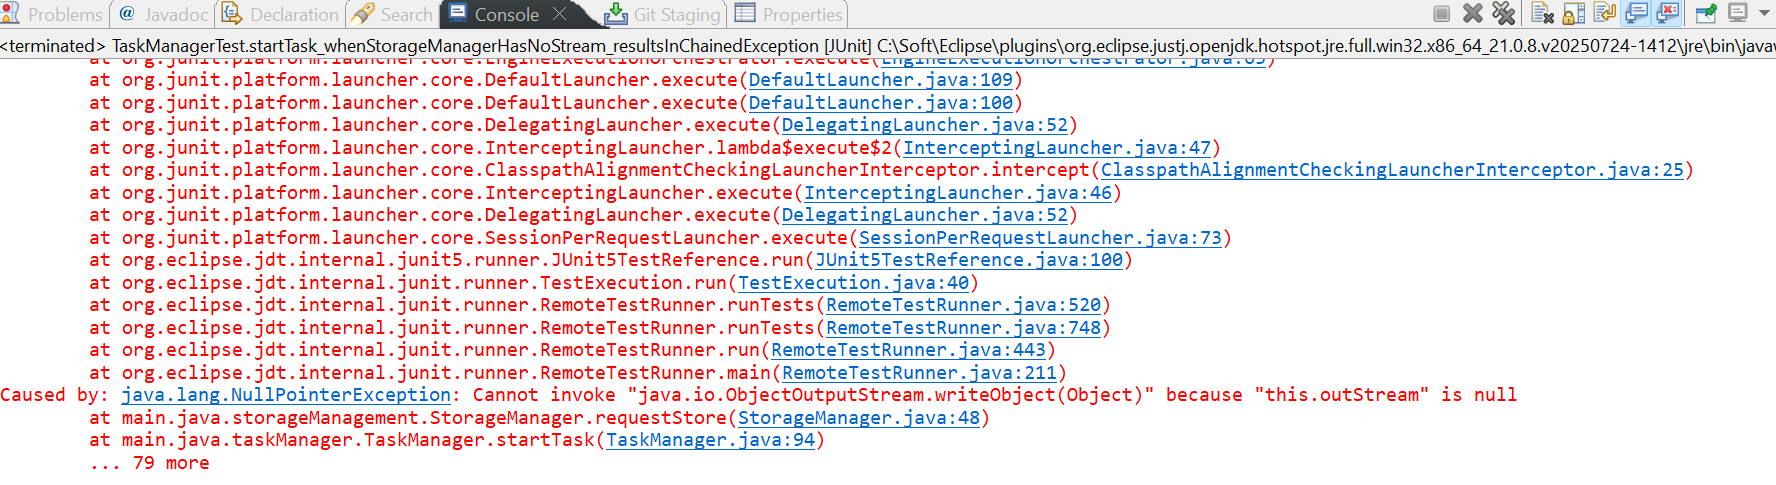 Problems @ Javadoc Declaration Search Console Git Staging Properties
<terminated> TaskManagerTest.startTask_whenStorageManagerHasNoStream_resultsInChainedException [JUnit] C:\Soft\Eclipse\plugins\org.eclipse.justj.openjdk.hotspot.jre.full.win32.x86_64_21.0.8.v20250724-1412\jre\bin\javaw
at org.junit.platform.launcher.core.EngineExecutionOrchestrator.execute(EngineExecutionOrchestrator.java:63)
at org.junit.platform.launcher.core.DefaultLauncher.execute(DefaultLauncher.java:109)
at org.junit.platform.launcher.core.DefaultLauncher.execute(DefaultLauncher.java:100)
at org.junit.platform.launcher.core.DelegatingLauncher.execute(DelegatingLauncher.java:52)
at org.junit.platform.launcher.core.InterceptingLauncher.lambda$execute$2(InterceptingLauncher.java:47)
at org.junit.platform.launcher.core.ClasspathAlignmentCheckingLauncherInterceptor.intercept(ClasspathAlignmentCheckingLauncherInterceptor.java:25)
at org.junit.platform.launcher.core.InterceptingLauncher.execute(InterceptingLauncher.java:46)
at org.junit.platform.launcher.core.DelegatingLauncher.execute(DelegatingLauncher.java:52)
at org.junit.platform.launcher.core.SessionPerRequestLauncher.execute(SessionPerRequestLauncher.java:73)
at org.eclipse.jdt.internal.junit5.runner.JUnit5TestReference.run(JUnit5TestReference.java:100)
at org.eclipse.jdt.internal.junit.runner.TestExecution.run(TestExecution.java:40)
at org.eclipse.jdt.internal.junit.runner.RemoteTestRunner.runTests(RemoteTestRunner.java:520)
at org.eclipse.jdt.internal.junit.runner.RemoteTestRunner.runTests(RemoteTestRunner.java:748)
at org.eclipse.jdt.internal.junit.runner.RemoteTestRunner.run(RemoteTestRunner.java:443)
at org.eclipse.jdt.internal.junit.runner.RemoteTestRunner.main(RemoteTestRunner.java:211)
Caused by: java.lang.NullPointerException: Cannot invoke "java.io.ObjectOutputStream.writeObject(Object)" because "this.outStream" is null
at main.java.storageManagement.StorageManager.requestStore(StorageManager.java:48)
at main.java.taskManager.TaskManager.startTask(TaskManager.java:94)
... 79 more